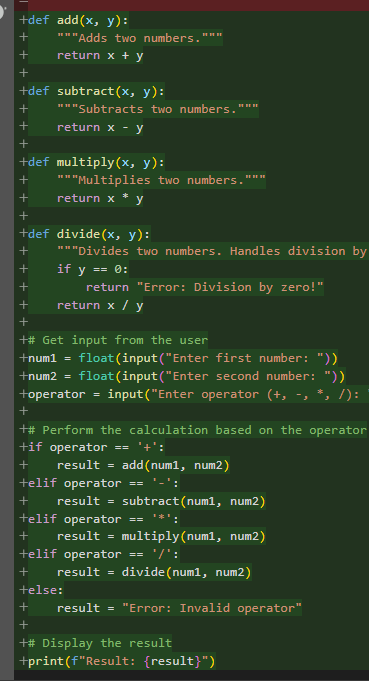 +def add(x, y):
+    """Adds two numbers."""
+    return x + y
+
+def subtract(x, y):
+    """Subtracts two numbers."""
+    return x - y
+
+def multiply(x, y):
+    """Multiplies two numbers."""
+    return x * y
+
+def divide(x, y):
+    """Divides two numbers. Handles division by
+    if y == 0:
+        return "Error: Division by zero!"
+    return x / y
+
+# Get input from the user
+num1 = float(input("Enter first number: "))
+num2 = float(input("Enter second number: "))
+operator = input("Enter operator (+, -, *, /): "
+
+# Perform the calculation based on the operator
+if operator == '+':
+    result = add(num1, num2)
+elif operator == '-':
+    result = subtract(num1, num2)
+elif operator == '*':
+    result = multiply(num1, num2)
+elif operator == '/':
+    result = divide(num1, num2)
+else:
+    result = "Error: Invalid operator"
+
+# Display the result
+print(f"Result: {result}")